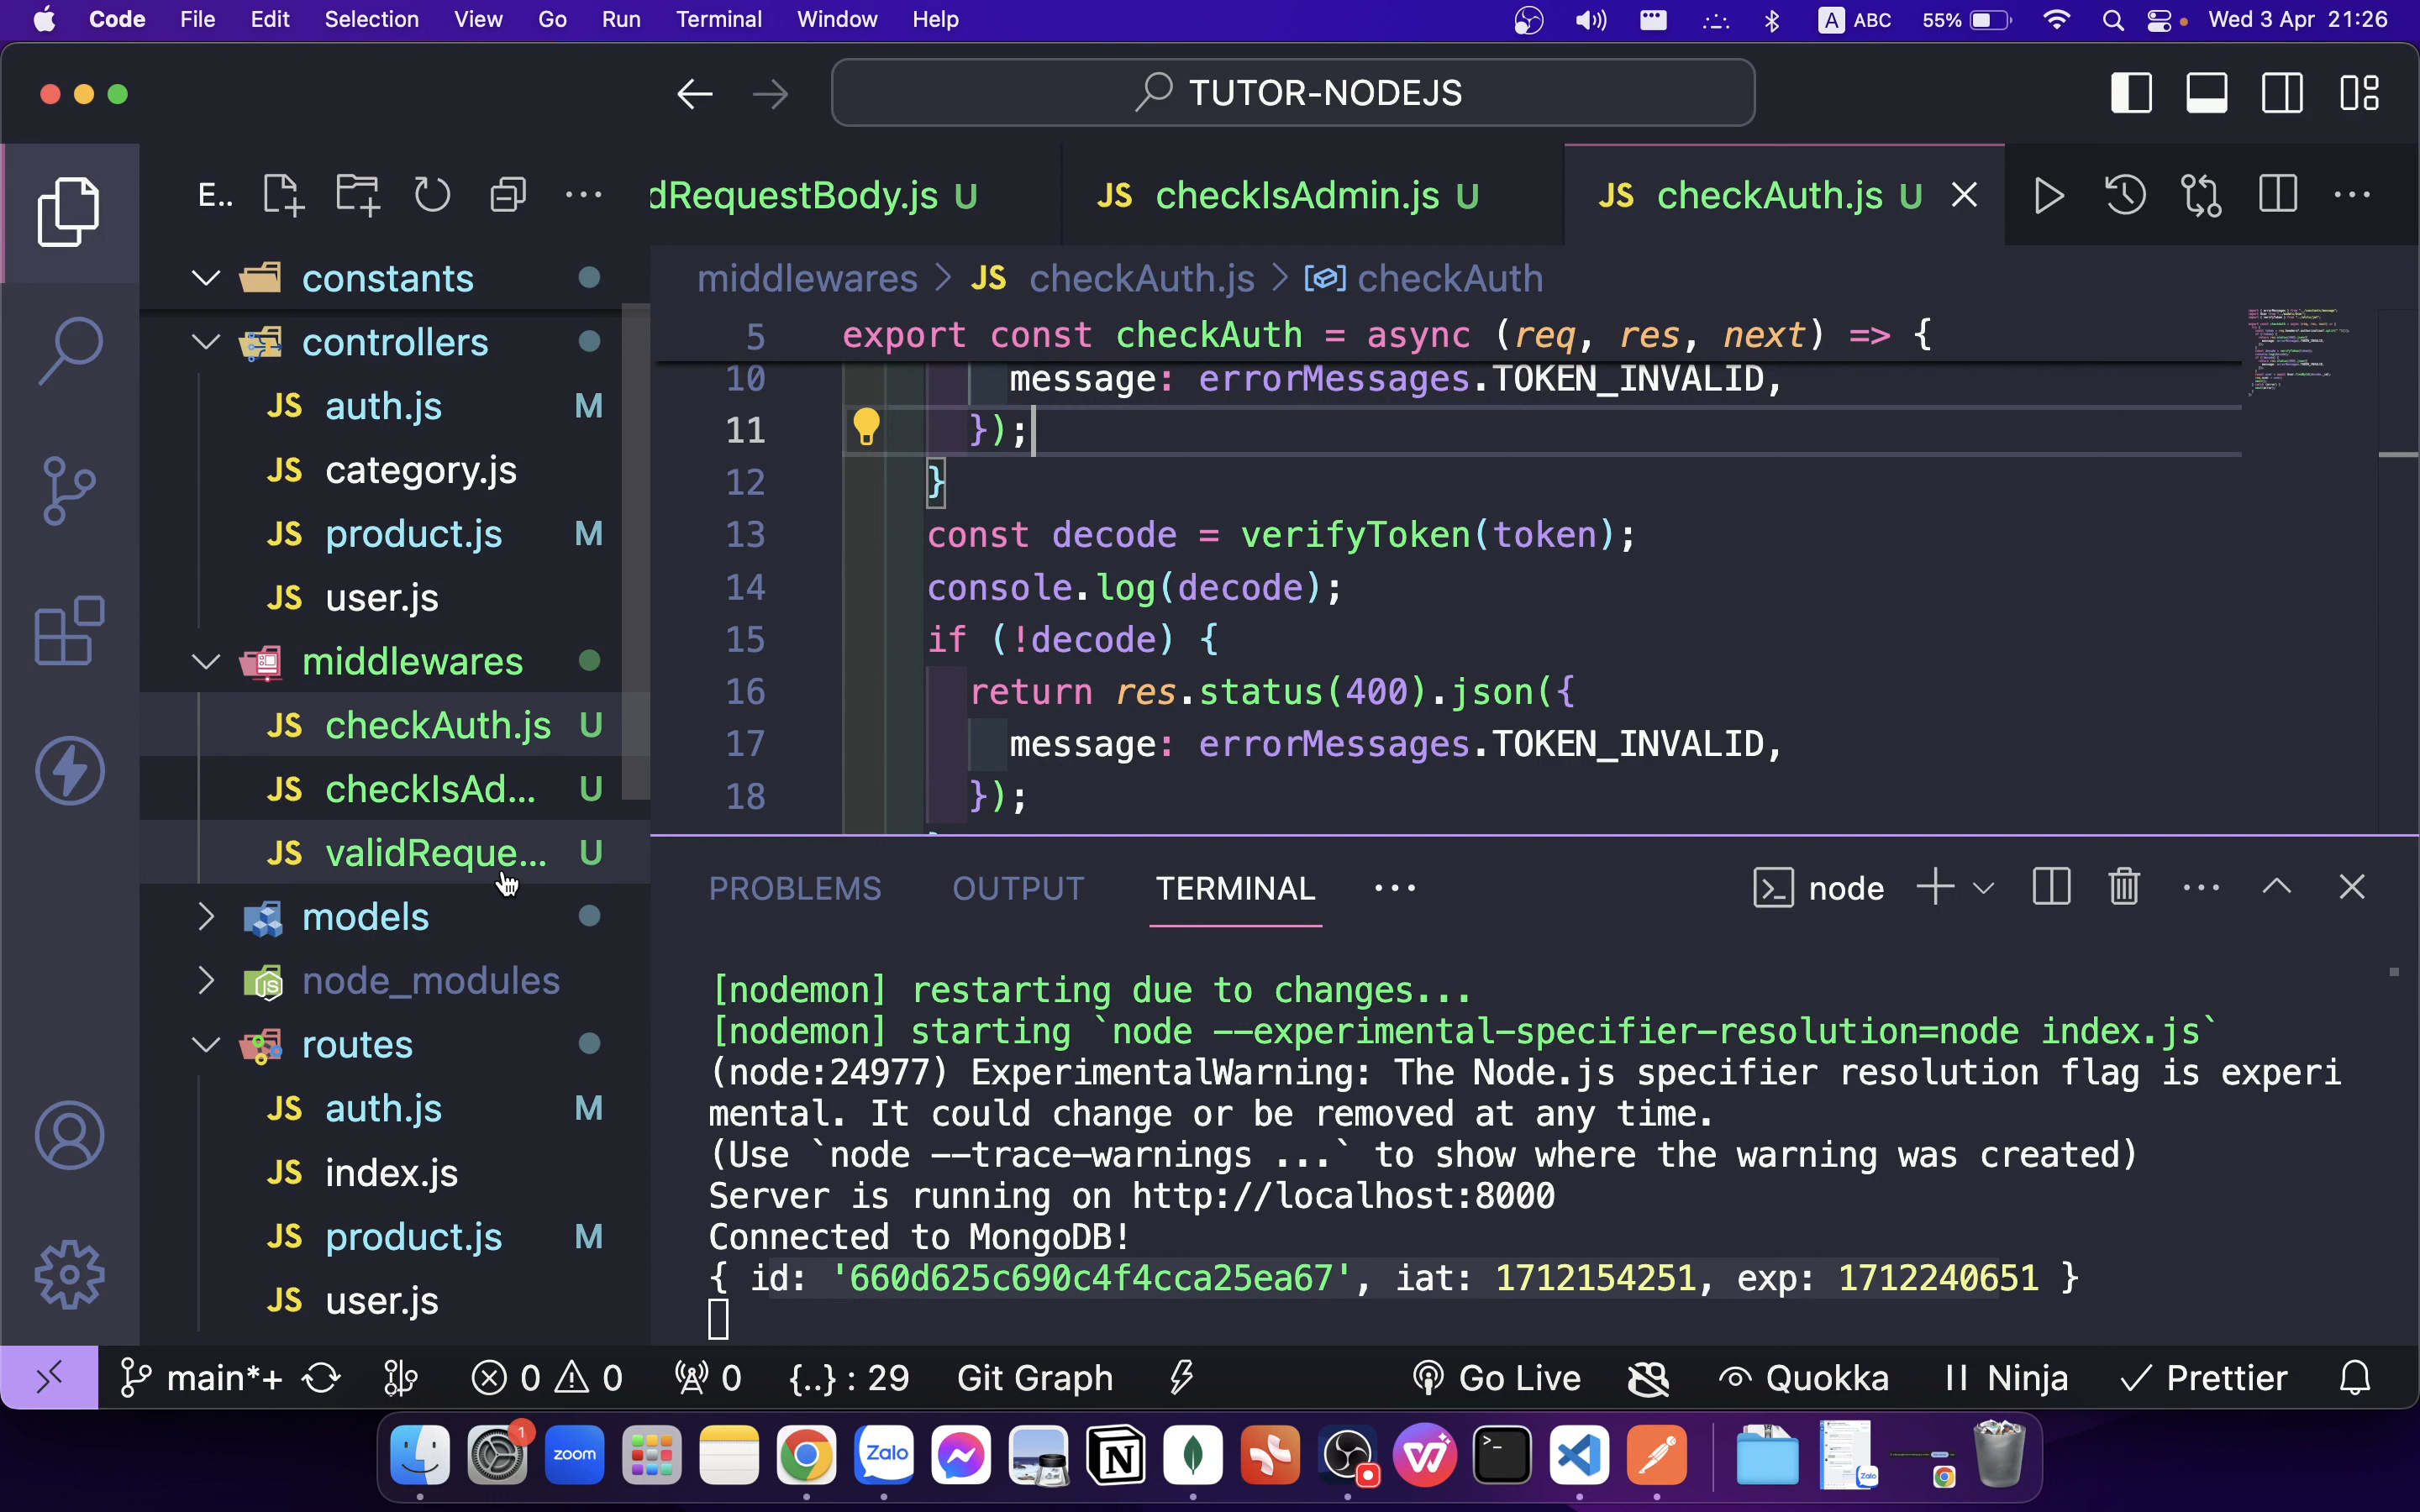 Code File Edit Selection View Go Run Terminal Window Help A ABC 55% Wed 3 Apr 21:26
TUTOR-NODEJS
E.. dRequestBody.js U JS checkIsAdmin.js U JS checkAuth.js U
middlewares > JS checkAuth.js > checkAuth
constants
controllers
JS auth.js M
JS category.js
JS product.js M
JS user.js
middlewares
JS checkAuth.js U
JS checkIsAd... U
JS validReque... U
models
node_modules
routes
JS auth.js M
JS index.js
JS product.js M
JS user.js
5 export const checkAuth = async (req, res, next) => {
10 message: errorMessages.TOKEN_INVALID,
11 });
12 }
13 const decode = verifyToken(token);
14 console.log(decode);
15 if (!decode) {
16 return res.status(400).json({
17 message: errorMessages.TOKEN_INVALID,
18 });
PROBLEMS OUTPUT TERMINAL ... node
[nodemon] restarting due to changes...
[nodemon] starting `node --experimental-specifier-resolution=node index.js`
(node:24977) ExperimentalWarning: The Node.js specifier resolution flag is experi
mental. It could change or be removed at any time.
(Use `node --trace-warnings ...` to show where the warning was created)
Server is running on http://localhost:8000
Connected to MongoDB!
{ id: '660d625c690c4f4cca25ea67', iat: 1712154251, exp: 1712240651 }
main*+ 0 0 0 {..} : 29 Git Graph Go Live Quokka Ninja Prettier
1 zoom Zalo